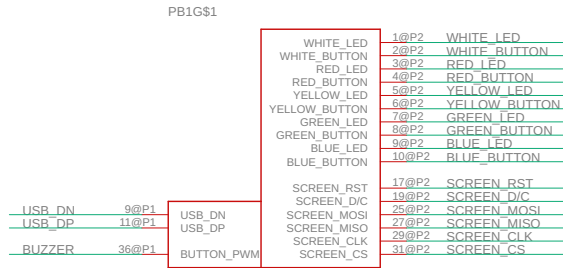 PB1G$1
WHITE_LED 1@P2 WHITE_LED
WHITE_BUTTON 2@P2 WHITE_BUTTON
RED_LED 3@P2 RED_LED
RED_BUTTON 4@P2 RED_BUTTON
YELLOW_LED 5@P2 YELLOW_LED
YELLOW_BUTTON 6@P2 YELLOW_BUTTON
GREEN_LED 7@P2 GREEN_LED
GREEN_BUTTON 8@P2 GREEN_BUTTON
BLUE_LED 9@P2 BLUE_LED
BLUE_BUTTON 10@P2 BLUE_BUTTON
SCREEN_RST 17@P2 SCREEN_RST
SCREEN_D/C 19@P2 SCREEN_D/C
USB_DN 9@P1 USB_DN SCREEN_MOSI 25@P2 SCREEN_MOSI
USB_DP 11@P1 USB_DP SCREEN_MISO 27@P2 SCREEN_MISO
SCREEN_CLK 29@P2 SCREEN_CLK
BUZZER 36@P1 BUTTON_PWM SCREEN_CS 31@P2 SCREEN_CS